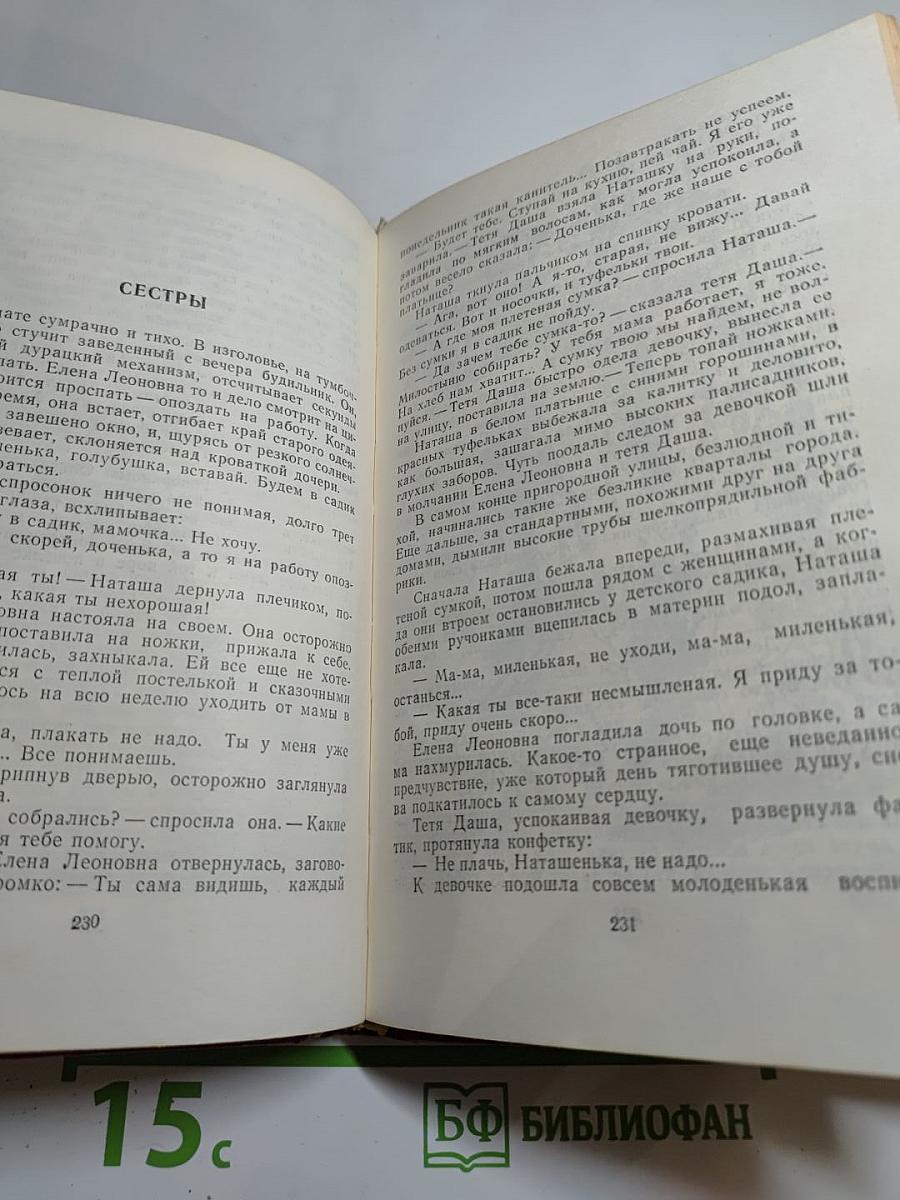 СЕСТРЫ
нате сумрачно и тихо. В изголовье, на тумбоч-
стучит заведенный с вечера будильник. Он,
й дурацкий механизм, отсчитывает секунды
пать. Елена Леоновна то и дело смотрит на ци-
оится проспать — опоздать на работу. Когда
ремя, она встает, отгибает край старого одея-
завешено окно, и, щурясь от резкого солнеч-
евает, склоняется над кроваткой дочери.
ченька, голубушка, вставай. Будем в садик
раться.
спросонок ничего не понимая, долго трет
глаза, всхлипывает:
у в садик, мамочка... Не хочу.
скорей, доченька, а то я на работу опоз-
ая ты! — Наташа дернула плечиком, по-
, какая ты нехорошая!
овна настояла на своем. Она осторожно
поставила на ножки, прижала к себе.
илась, захныкала. Ей все еще не хоте-
ся с теплой постелькой и сказочными
ось на всю неделю уходить от мамы в
а, плакать не надо. Ты у меня уже
... Все понимаешь.
рипнув дверью, осторожно заглянула
а.
собрались? — спросила она. — Какие
я тебе помогу.
Елена Леоновна отвернулась, загово-
ромко: — Ты сама видишь, каждый
230
понедельник такая канитель... Позавтракать не успеем.
— Будет тебе. Ступай на кухню, пей чай. Я его уже
заварила. — Тетя Даша взяла Наташку на руки, по-
гладила по мягким волосам, как могла успокоила, а
потом весело сказала: — Доченька, где же наше с тобой
платьице?
Наташа ткнула пальчиком на спинку кровати.
— Ага, вот оно! А я-то, старая, не вижу... Давай
одеваться. Вот и носочки, и туфельки твои.
— А где моя плетеная сумка? — спросила Наташа. —
Без сумки я в садик не пойду.
— Да зачем тебе сумка-то? — сказала тетя Даша. —
Милостыню собирать? У тебя мама работает, я тоже.
На хлеб нам хватит... А сумку твою мы найдем, не вол-
нуйся. — Тетя Даша быстро одела девочку, вынесла ее
на улицу, поставила на землю. — Теперь топай ножками.
Наташа в белом платьице с синими горошинами, в
красных туфельках выбежала за калитку и деловито,
как большая, зашагала мимо высоких палисадников,
глухих заборов. Чуть поодаль следом за девочкой шли
в молчании Елена Леоновна и тетя Даша.
В самом конце пригородной улицы, безлюдной и ти-
хой, начинались такие же безликие кварталы города.
Еще дальше, за стандартными, похожими друг на друга
домами, дымили высокие трубы шелкопрядильной фаб-
рики.
Сначала Наташа бежала впереди, размахивая пле-
теной сумкой, потом пошла рядом с женщинами, а ког-
да они втроем остановились у детского садика, Наташа
обеими ручонками вцепилась в материн подол, запла-
кала.
— Ма-ма, миленькая, не уходи, ма-ма, миленькая,
останься...
— Какая ты все-таки несмышленая. Я приду за то-
бой, приду очень скоро...
Елена Леоновна погладила дочь по головке, а са
ма нахмурилась. Какое-то странное, еще неведанно
предчувствие, уже который день тяготившее душу, сно
ва подкатилось к самому сердцу.
Тетя Даша, успокаивая девочку, развернула фа
тик, протянула конфетку:
— Не плачь, Наташенька, не надо...
К девочке подошла совсем молоденькая воспи
231
15 с
БФ БИБЛИОФАН